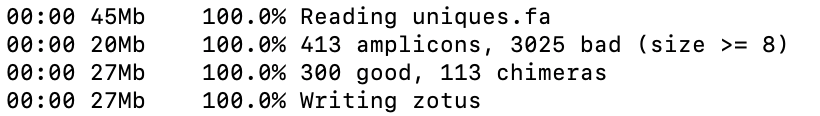 00:00 45Mb    100.0% Reading uniques.fa
00:00 20Mb    100.0% 413 amplicons, 3025 bad (size >= 8)
00:00 27Mb    100.0% 300 good, 113 chimeras
00:00 27Mb    100.0% Writing zotus